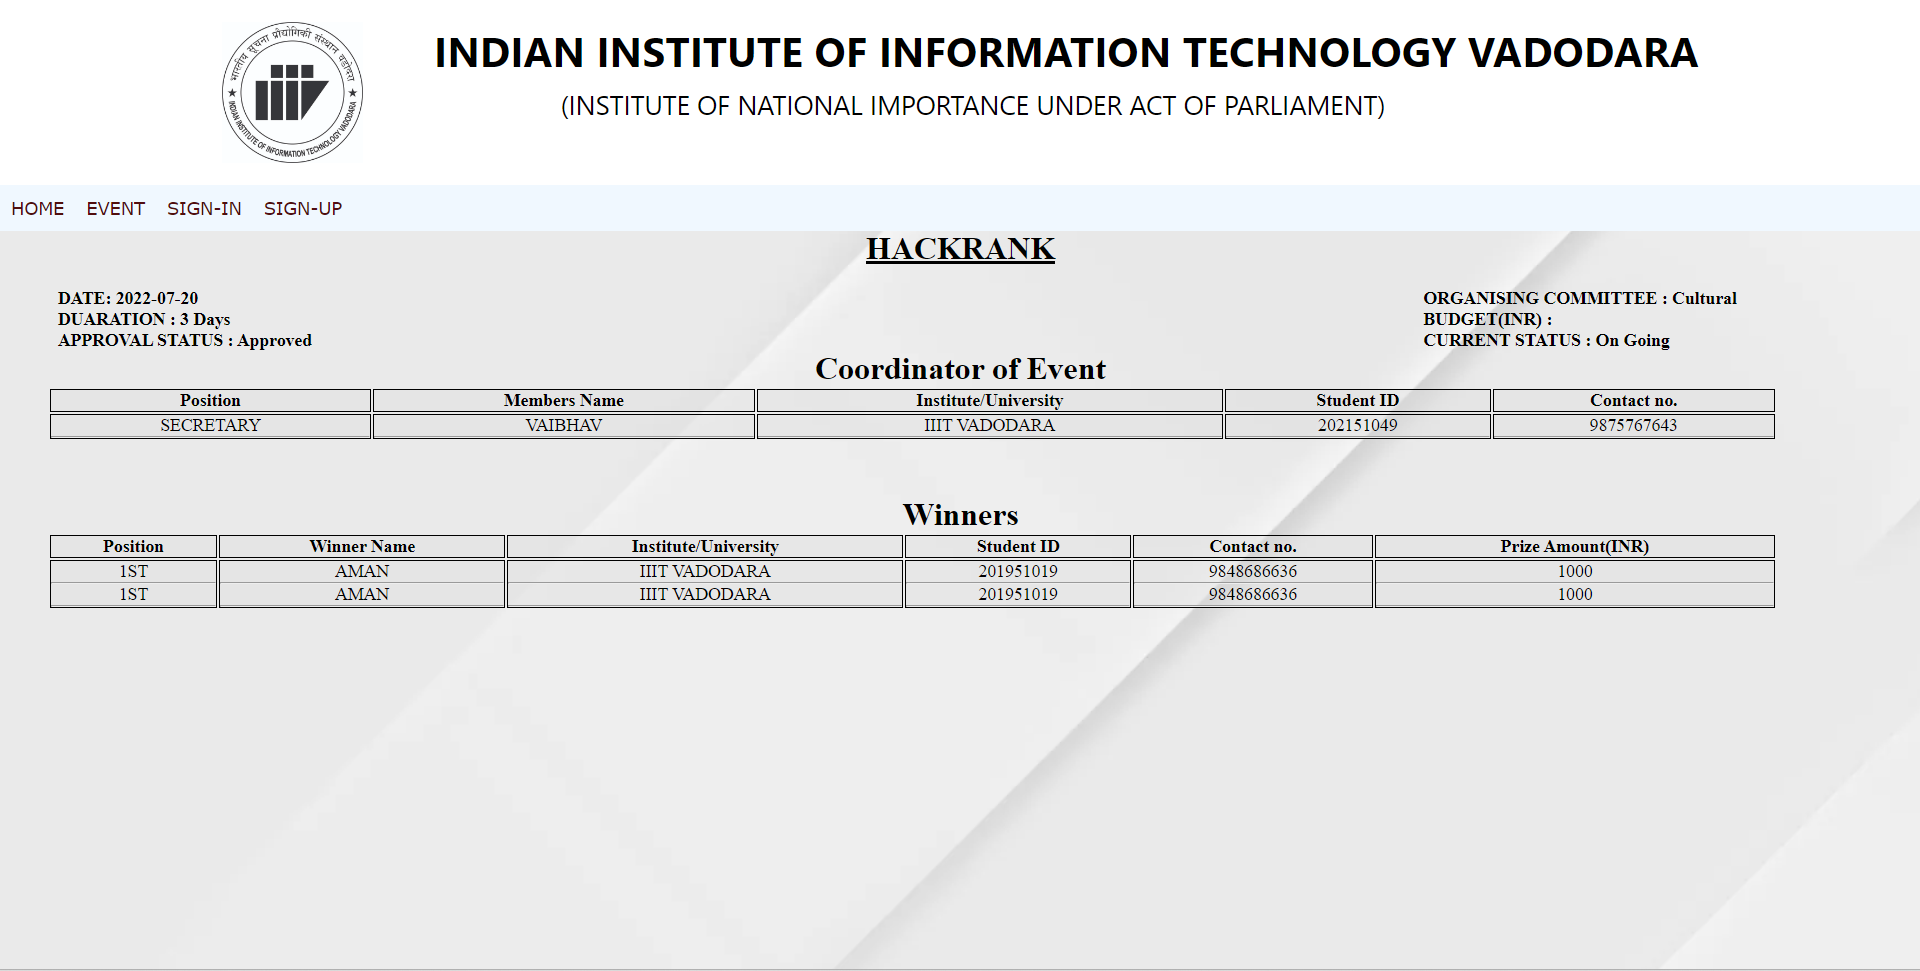 भारतीय सूचना प्रौद्योगिकी संस्थान वडोदरा
INDIAN INSTITUTE OF INFORMATION TECHNOLOGY VADODARA
INDIAN INSTITUTE OF INFORMATION TECHNOLOGY VADODARA
(INSTITUTE OF NATIONAL IMPORTANCE UNDER ACT OF PARLIAMENT)
HOME EVENT SIGN-IN SIGN-UP
HACKRANK
DATE: 2022-07-20 ORGANISING COMMITTEE : Cultural
DUARATION : 3 Days BUDGET(INR) :
APPROVAL STATUS : Approved CURRENT STATUS : On Going
Coordinator of Event
Position Members Name Institute/University Student ID Contact no.
SECRETARY VAIBHAV IIIT VADODARA 202151049 9875767643
Winners
Position Winner Name Institute/University Student ID Contact no. Prize Amount(INR)
1ST AMAN IIIT VADODARA 201951019 9848686636 1000
1ST AMAN IIIT VADODARA 201951019 9848686636 1000